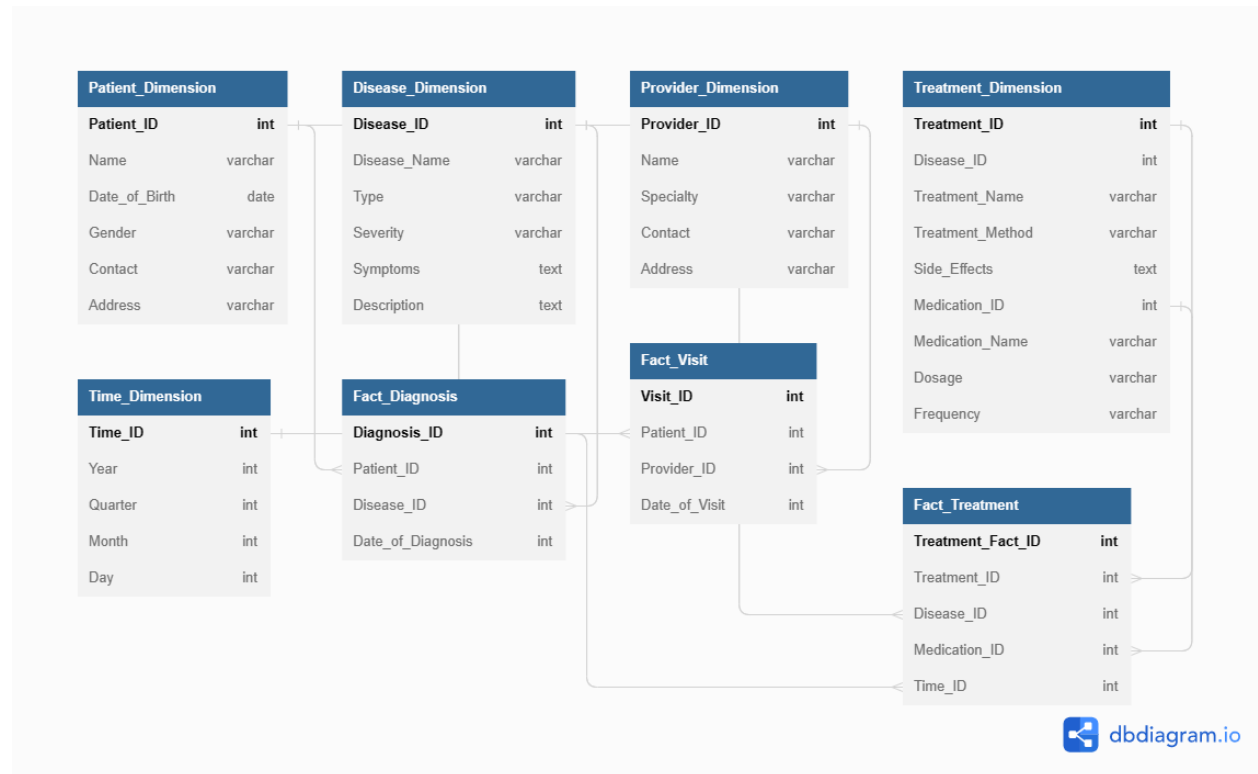 Patient_Dimension
Patient_ID int
Name varchar
Date_of_Birth date
Gender varchar
Contact varchar
Address varchar
Disease_Dimension
Disease_ID int
Disease_Name varchar
Type varchar
Severity varchar
Symptoms text
Description text
Provider_Dimension
Provider_ID int
Name varchar
Specialty varchar
Contact varchar
Address varchar
Treatment_Dimension
Treatment_ID int
Disease_ID int
Treatment_Name varchar
Treatment_Method varchar
Side_Effects text
Medication_ID int
Medication_Name varchar
Dosage varchar
Frequency varchar
Time_Dimension
Time_ID int
Year int
Quarter int
Month int
Day int
Fact_Diagnosis
Diagnosis_ID int
Patient_ID int
Disease_ID int
Date_of_Diagnosis int
Fact_Visit
Visit_ID int
Patient_ID int
Provider_ID int
Date_of_Visit int
Fact_Treatment
Treatment_Fact_ID int
Treatment_ID int
Disease_ID int
Medication_ID int
Time_ID int
dbdiagram.io